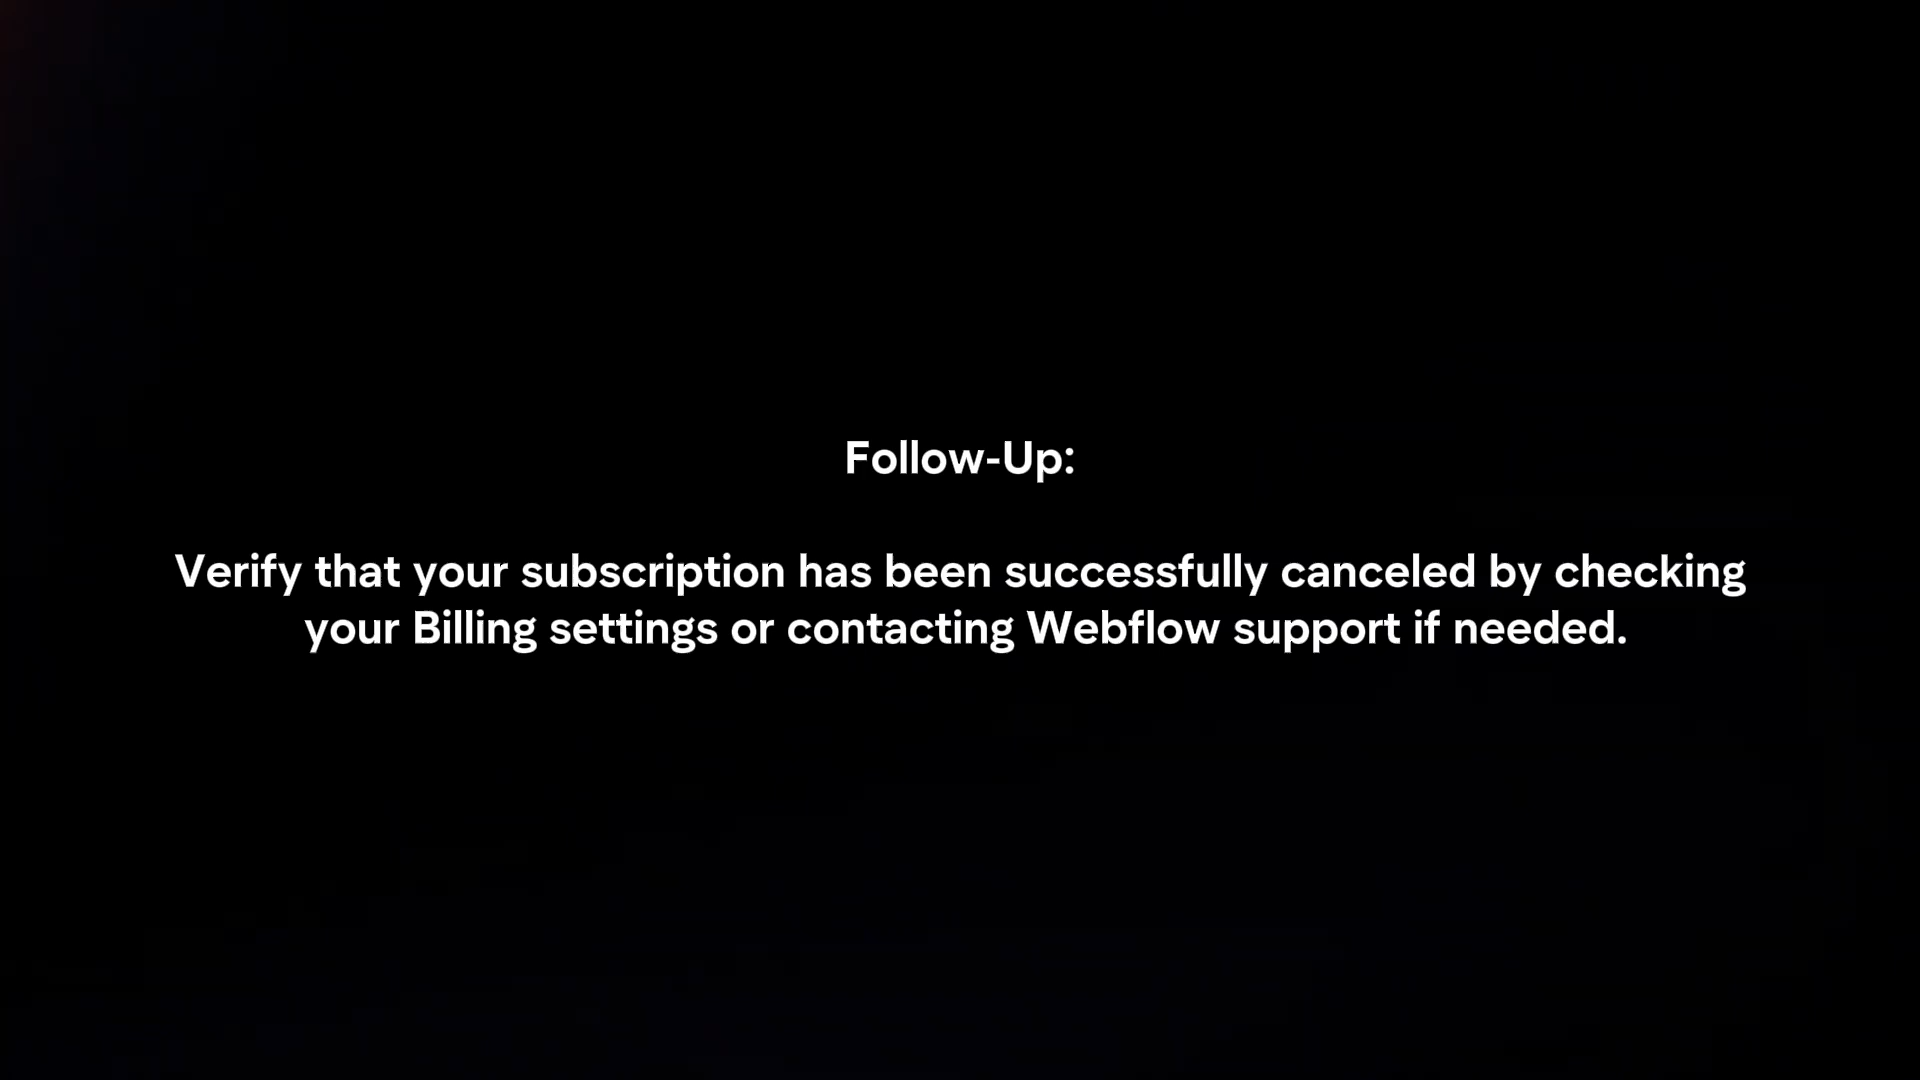 Follow-Up:
Verify that your subscription has been successfully canceled by checking
your Billing settings or contacting Webflow support if needed.